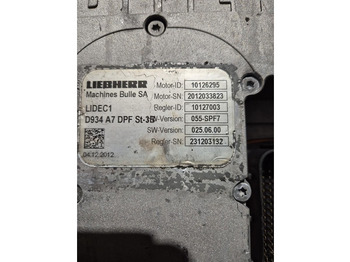 LIEBHERR
Machines Bulle SA
LIDEC1
D934 A7 DPF St-3B
04.12.2012
Motor-ID: 10126295
Motor-SN: 2012033823
Regler-ID: 10127003
SW-Version: 055-SPF7
SW-Version: 025.06.00
Regler-SN: 231203132